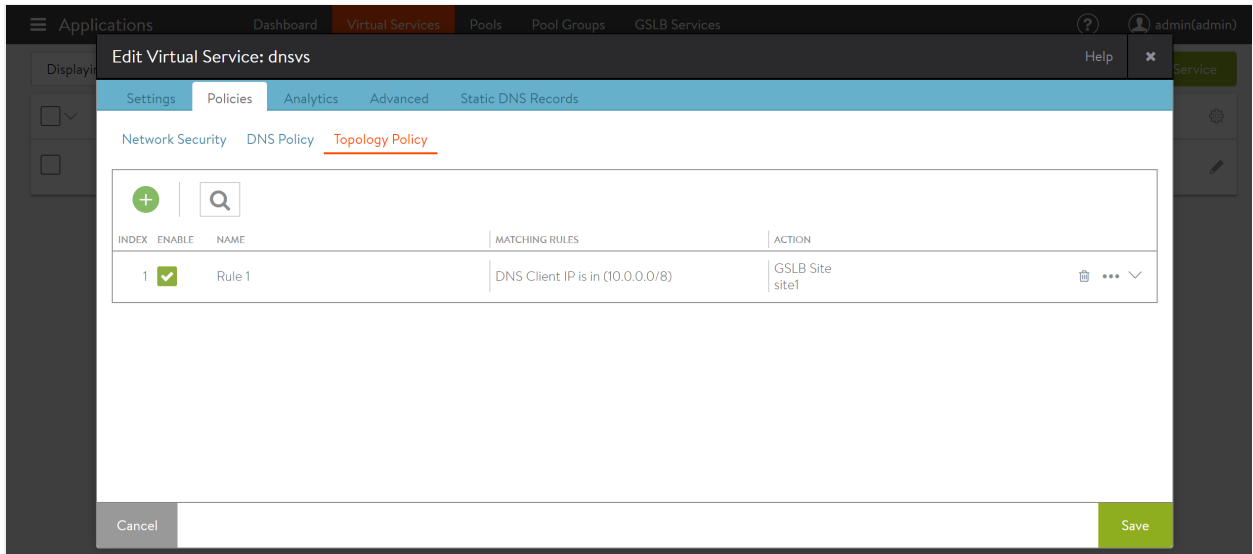 Applications Dashboard Virtual Services Pools Pool Groups GSLB Services ? admin(admin)
Edit Virtual Service: dnsvs Help
Displayin Service
Settings Policies Analytics Advanced Static DNS Records
Network Security DNS Policy Topology Policy
INDEX ENABLE NAME MATCHING RULES ACTION
1 Rule 1 DNS Client IP is in (10.0.0.0/8) GSLB Site
site1
Cancel Save